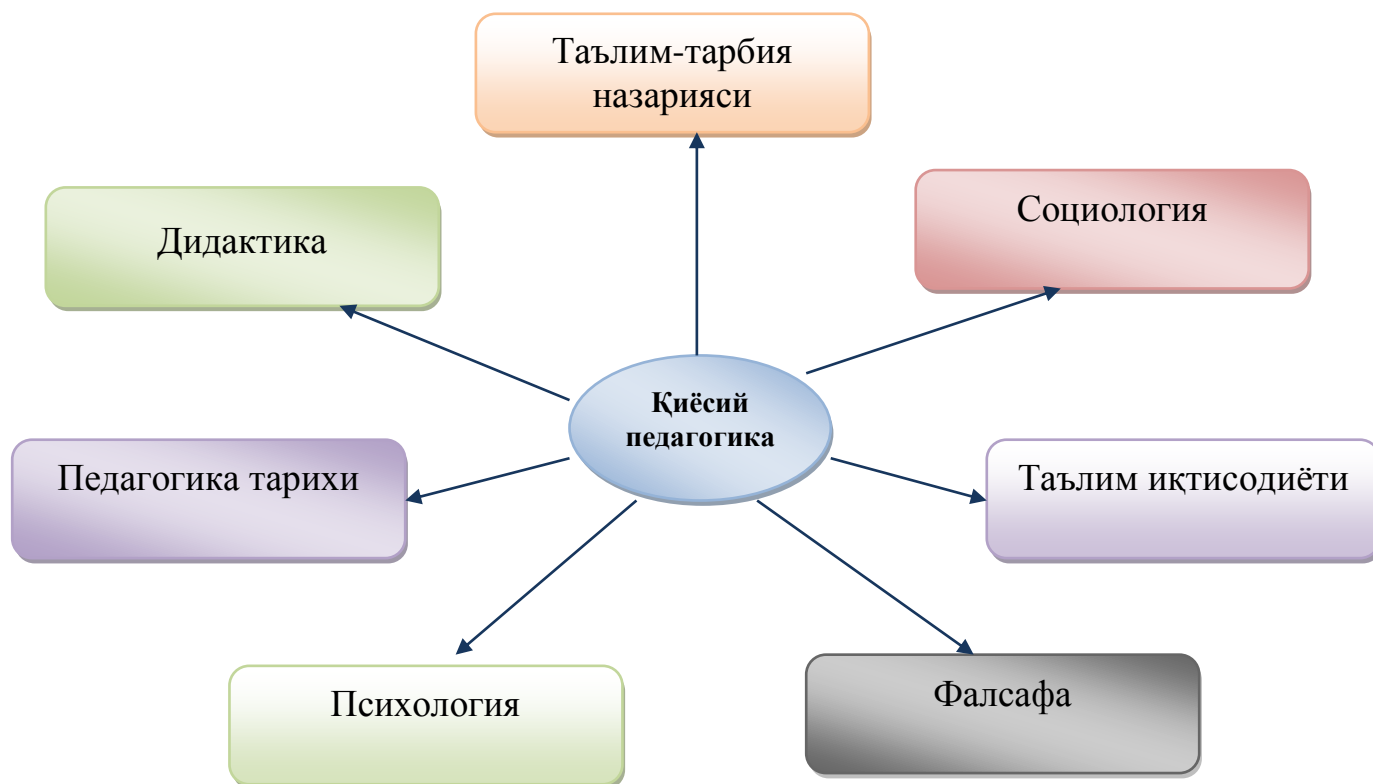 Таълим-тарбия
назарияси
Социология
Дидактика
Қиёсий
педагогика
Педагогика тарихи
Таълим иқтисодиёти
Психология
Фалсафа